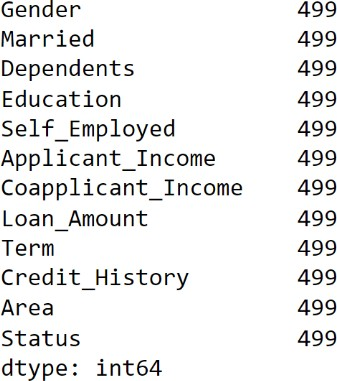 Gender 499
Married 499
Dependents 499
Education 499
Self_Employed 499
Applicant_Income 499
Coapplicant_Income 499
Loan_Amount 499
Term 499
Credit_History 499
Area 499
Status 499
dtype: int64